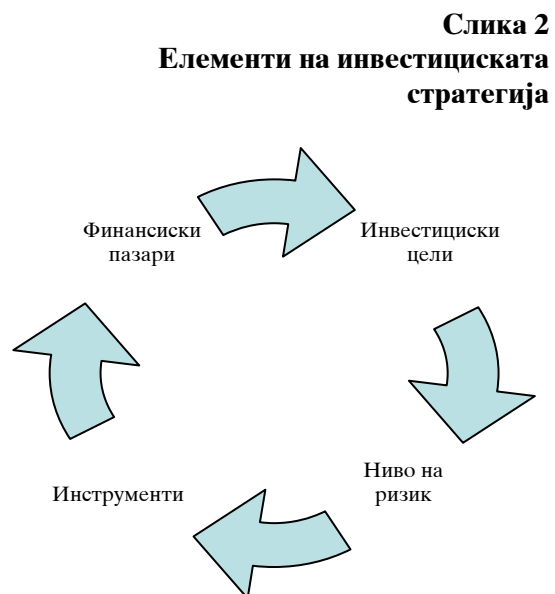 Слика 2
Елементи на инвестициската
стратегија
Финансиски
пазари
Инвестициски
цели
Ниво на
ризик
Инструменти